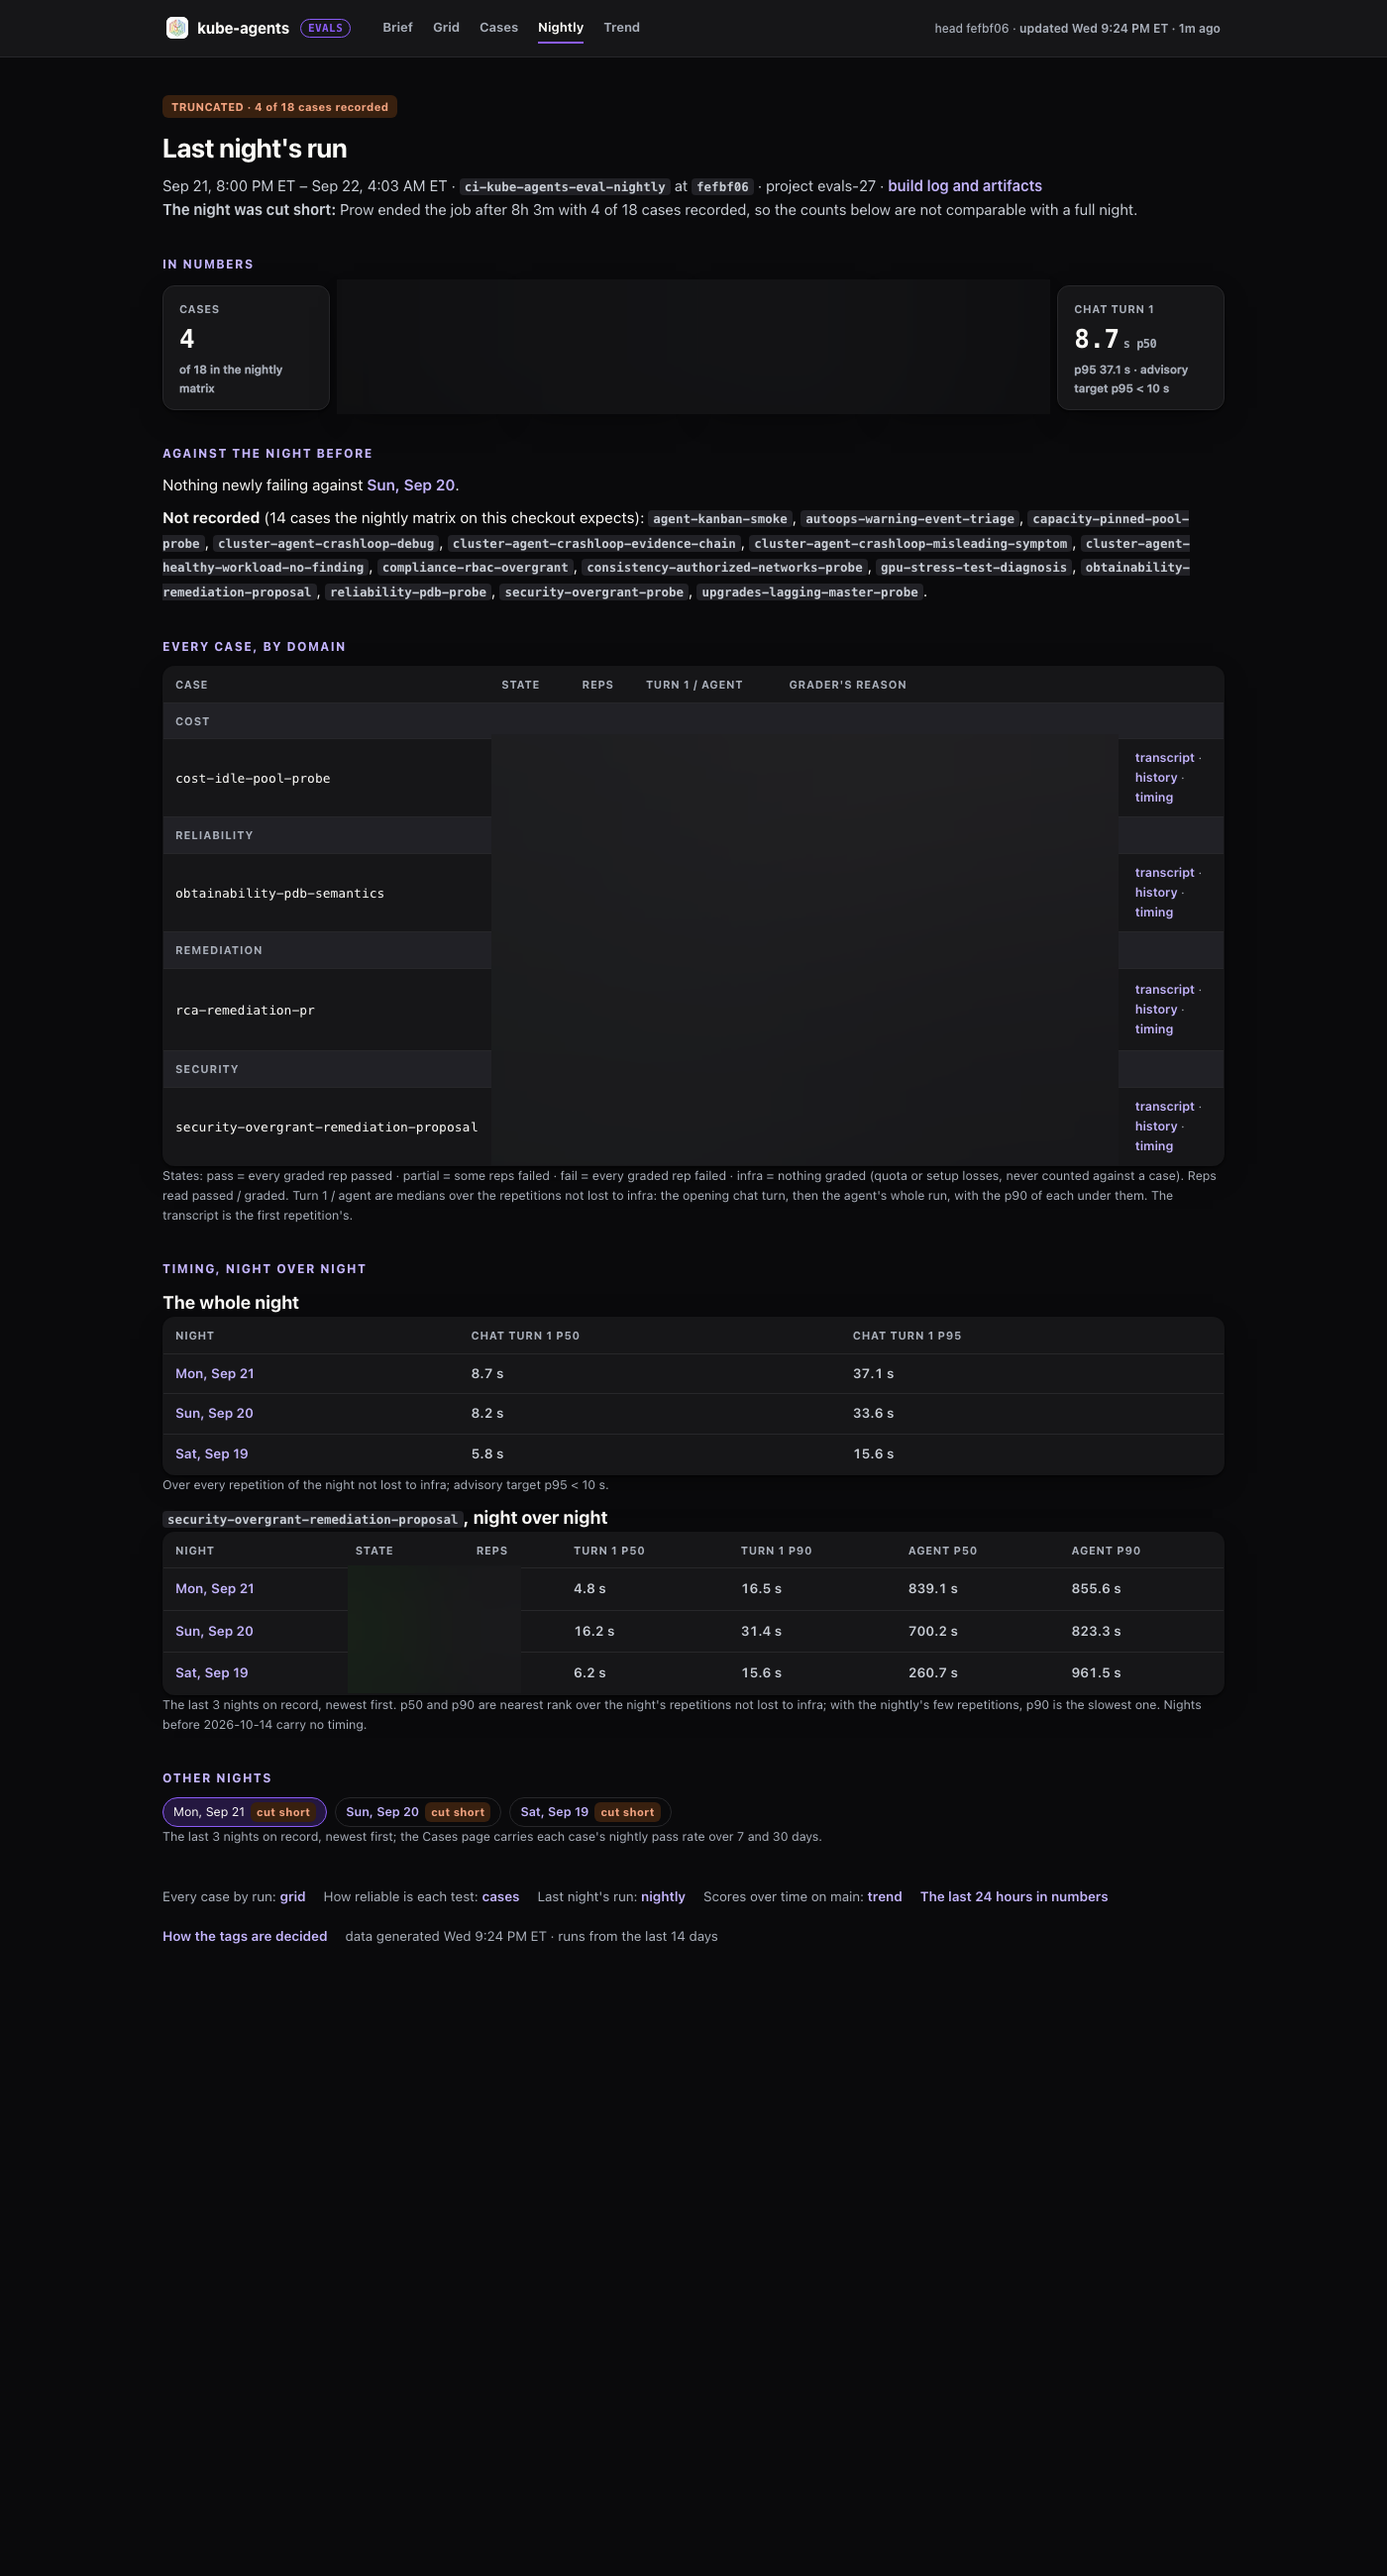 kube-agents EVALS Brief Grid Cases Nightly Trend head fefbf06 · updated Wed 9:24 PM ET · 1m ago
TRUNCATED · 4 of 18 cases recorded
Last night's run
Sep 21, 8:00 PM ET – Sep 22, 4:03 AM ET · ci-kube-agents-eval-nightly at fefbf06 · project evals-27 · build log and artifacts
The night was cut short: Prow ended the job after 8h 3m with 4 of 18 cases recorded, so the counts below are not comparable with a full night.
IN NUMBERS
CASES
4
of 18 in the nightly
matrix
CHAT TURN 1
8.7 s p50
p95 37.1 s · advisory
target p95 < 10 s
AGAINST THE NIGHT BEFORE
Nothing newly failing against Sun, Sep 20.
Not recorded (14 cases the nightly matrix on this checkout expects): agent-kanban-smoke, autoops-warning-event-triage, capacity-pinned-pool-
probe, cluster-agent-crashloop-debug, cluster-agent-crashloop-evidence-chain, cluster-agent-crashloop-misleading-symptom, cluster-agent-
healthy-workload-no-finding, compliance-rbac-overgrant, consistency-authorized-networks-probe, gpu-stress-test-diagnosis, obtainability-
remediation-proposal, reliability-pdb-probe, security-overgrant-probe, upgrades-lagging-master-probe.
EVERY CASE, BY DOMAIN
CASE STATE REPS TURN 1 / AGENT GRADER'S REASON
COST
cost-idle-pool-probe
transcript ·
history ·
timing
RELIABILITY
obtainability-pdb-semantics
transcript ·
history ·
timing
REMEDIATION
rca-remediation-pr
transcript ·
history ·
timing
SECURITY
security-overgrant-remediation-proposal
transcript ·
history ·
timing
States: pass = every graded rep passed · partial = some reps failed · fail = every graded rep failed · infra = nothing graded (quota or setup losses, never counted against a case). Reps
read passed / graded. Turn 1 / agent are medians over the repetitions not lost to infra: the opening chat turn, then the agent's whole run, with the p90 of each under them. The
transcript is the first repetition's.
TIMING, NIGHT OVER NIGHT
The whole night
NIGHT CHAT TURN 1 P50 CHAT TURN 1 P95
Mon, Sep 21 8.7 s 37.1 s
Sun, Sep 20 8.2 s 33.6 s
Sat, Sep 19 5.8 s 15.6 s
Over every repetition of the night not lost to infra; advisory target p95 < 10 s.
security-overgrant-remediation-proposal, night over night
NIGHT STATE REPS TURN 1 P50 TURN 1 P90 AGENT P50 AGENT P90
Mon, Sep 21 4.8 s 16.5 s 839.1 s 855.6 s
Sun, Sep 20 16.2 s 31.4 s 700.2 s 823.3 s
Sat, Sep 19 6.2 s 15.6 s 260.7 s 961.5 s
The last 3 nights on record, newest first. p50 and p90 are nearest rank over the night's repetitions not lost to infra; with the nightly's few repetitions, p90 is the slowest one. Nights
before 2026-10-14 carry no timing.
OTHER NIGHTS
Mon, Sep 21 cut short Sun, Sep 20 cut short Sat, Sep 19 cut short
The last 3 nights on record, newest first; the Cases page carries each case's nightly pass rate over 7 and 30 days.
Every case by run: grid How reliable is each test: cases Last night's run: nightly Scores over time on main: trend The last 24 hours in numbers
How the tags are decided data generated Wed 9:24 PM ET · runs from the last 14 days